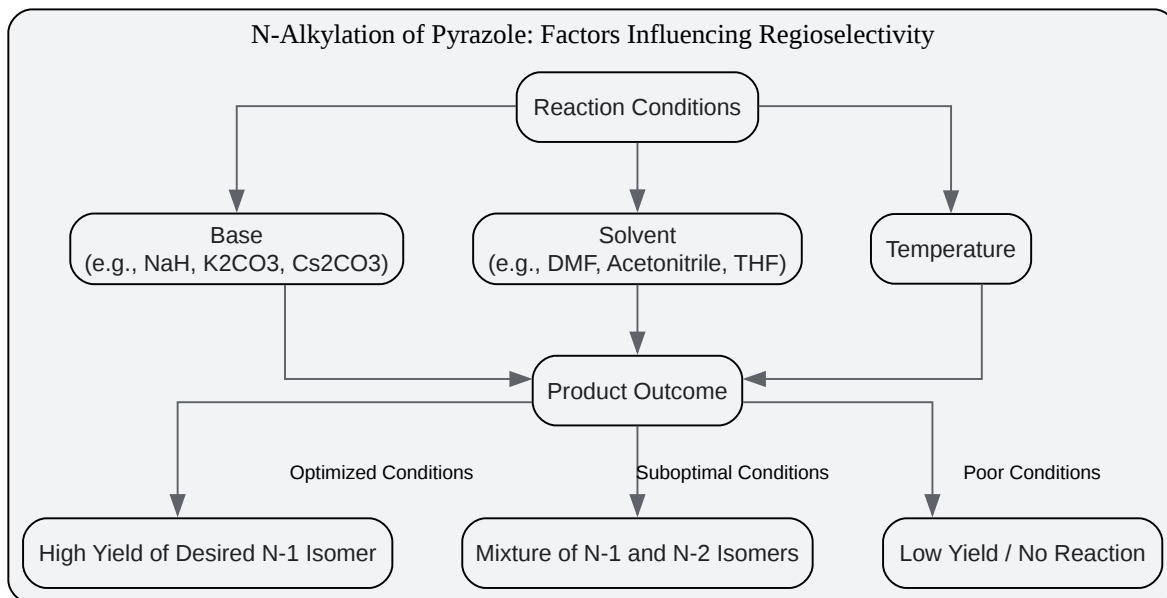 N-Alkylation of Pyrazole: Factors Influencing Regioselectivity
Reaction Conditions
Base
(e.g., NaH, K2CO3, Cs2CO3)
Solvent
(e.g., DMF, Acetonitrile, THF)
Temperature
Product Outcome
Optimized Conditions
Suboptimal Conditions
Poor Conditions
High Yield of Desired N-1 Isomer
Mixture of N-1 and N-2 Isomers
Low Yield / No Reaction